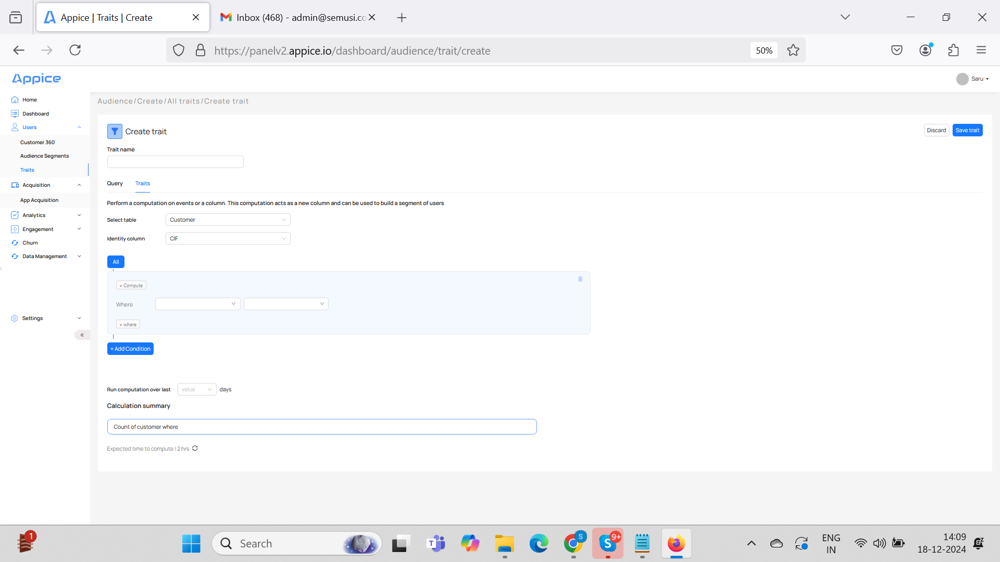 Appice | Traits | Create
Inbox (468) - admin@semusi.co
https://panelv2.appice.io/dashboard/audience/trait/create
50%
Appice
Saru
Home
Dashboard
Users
Customer 360
Audience Segments
Traits
Acquisition
App Acquisition
Analytics
Engagement
Churn
Data Management
Settings
«
Audience/Create/All traits/Create trait
Create trait
Discard
Save trait
Trait name
Query
Traits
Perform a computation on events or a column. This computation acts as a new column and can be used to build a segment of users
Select table
Customer
Identity column
CIF
All
+ Compute
Where
+ where
+ Add Condition
Run computation over last
value
days
Calculation summary
Count of customer where
Expected time to compute | 2 hrs
1
Search
T
S
S
9+
ENG
IN
14:09
18-12-2024